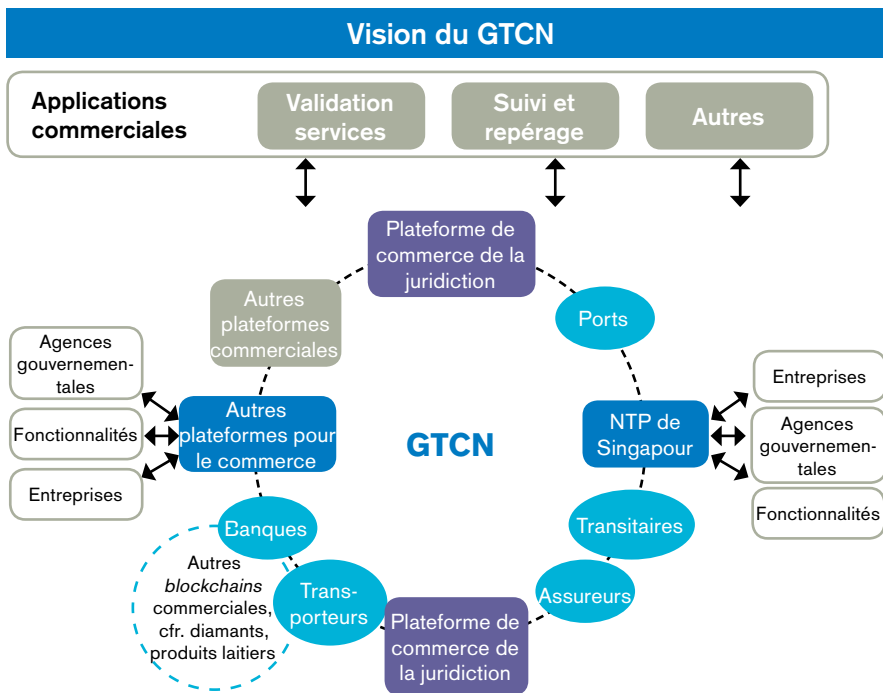 Vision du GTCN
Applications
commerciales
Validation
services
Suivi et
repérage
Autres
Plateforme de
commerce de la
juridiction
Autres
plateformes
commerciales
Ports
Agences
gouvernemen-
tales
Fonctionnalités
Entreprises
Autres
plateformes pour
le commerce
GTCN
NTP de
Singapour
Entreprises
Agences
gouvernemen-
tales
Fonctionnalités
Banques
Transitaires
Autres
blockchains
commerciales,
cfr. diamants,
produits laitiers
Trans-
porteurs
Assureurs
Plateforme de
commerce de
la juridiction